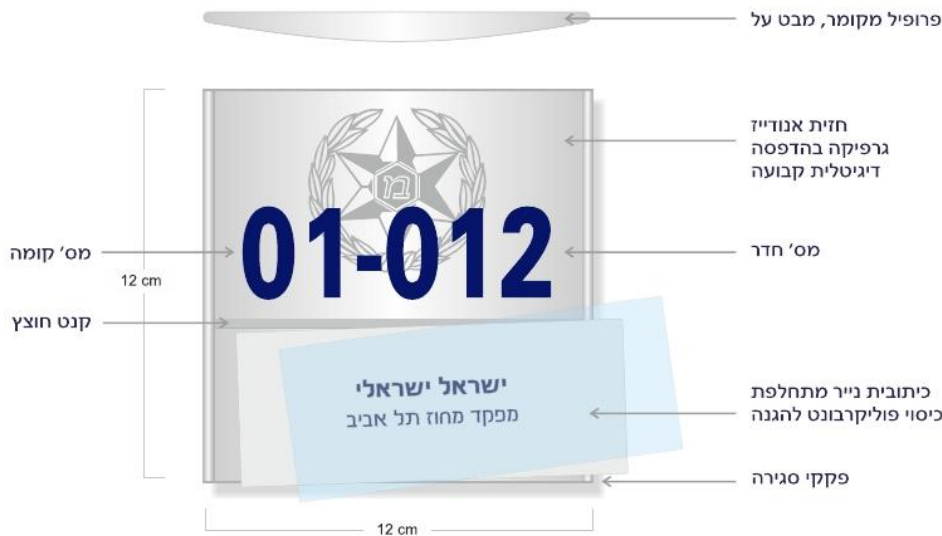 פרופיל מקומר, מבט על
חזית אנודייז
גרפיקה בהדפסה
דיגיטלית קבועה
מ
01-012
מס' חדר
מס' קומה
12 cm
קנט חוצץ
ישראל ישראלי
מפקד מחוז תל אביב
כיתובית נייר מתחלפת
כיסוי פוליקרבונט להגנה
פקקי סגירה
12 cm